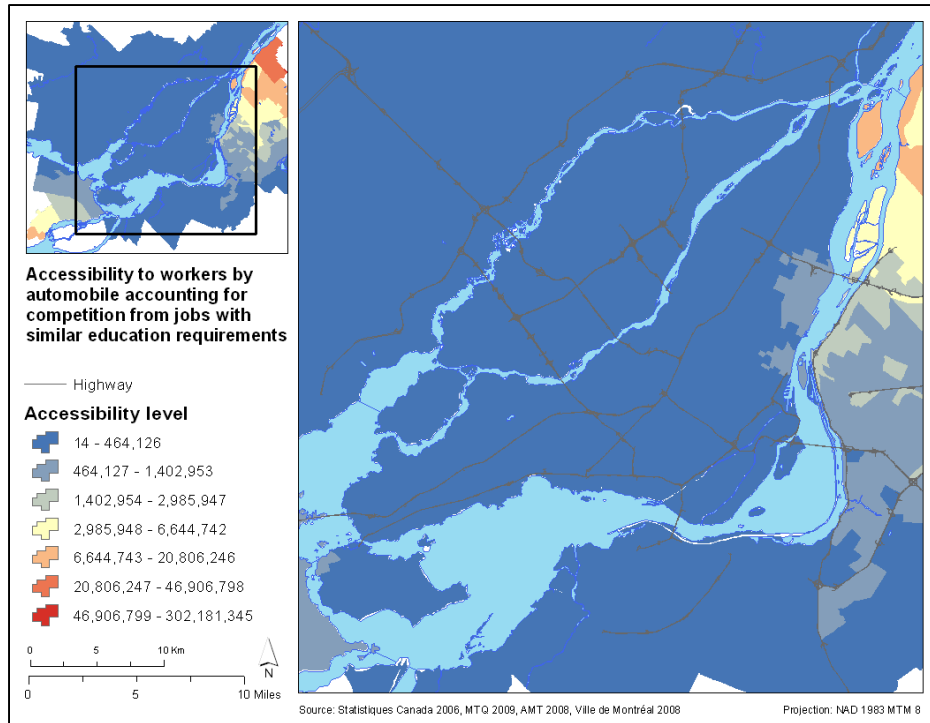 Accessibility to workers by
automobile accounting for
competition from jobs with
similar education requirements
Highway
Accessibility level
14 - 464,126
464,127 - 1,402,953
1,402,954 - 2,985,947
2,985,948 - 6,644,742
6,644,743 - 20,806,246
20,806,247 - 46,906,798
46,906,799 - 302,181,345
0 5 10 Km
N
0 5 10 Miles
Source: Statistiques Canada 2006, MTQ 2009, AMT 2008, Ville de Montréal 2008
Projection: NAD 1983 MTM 8